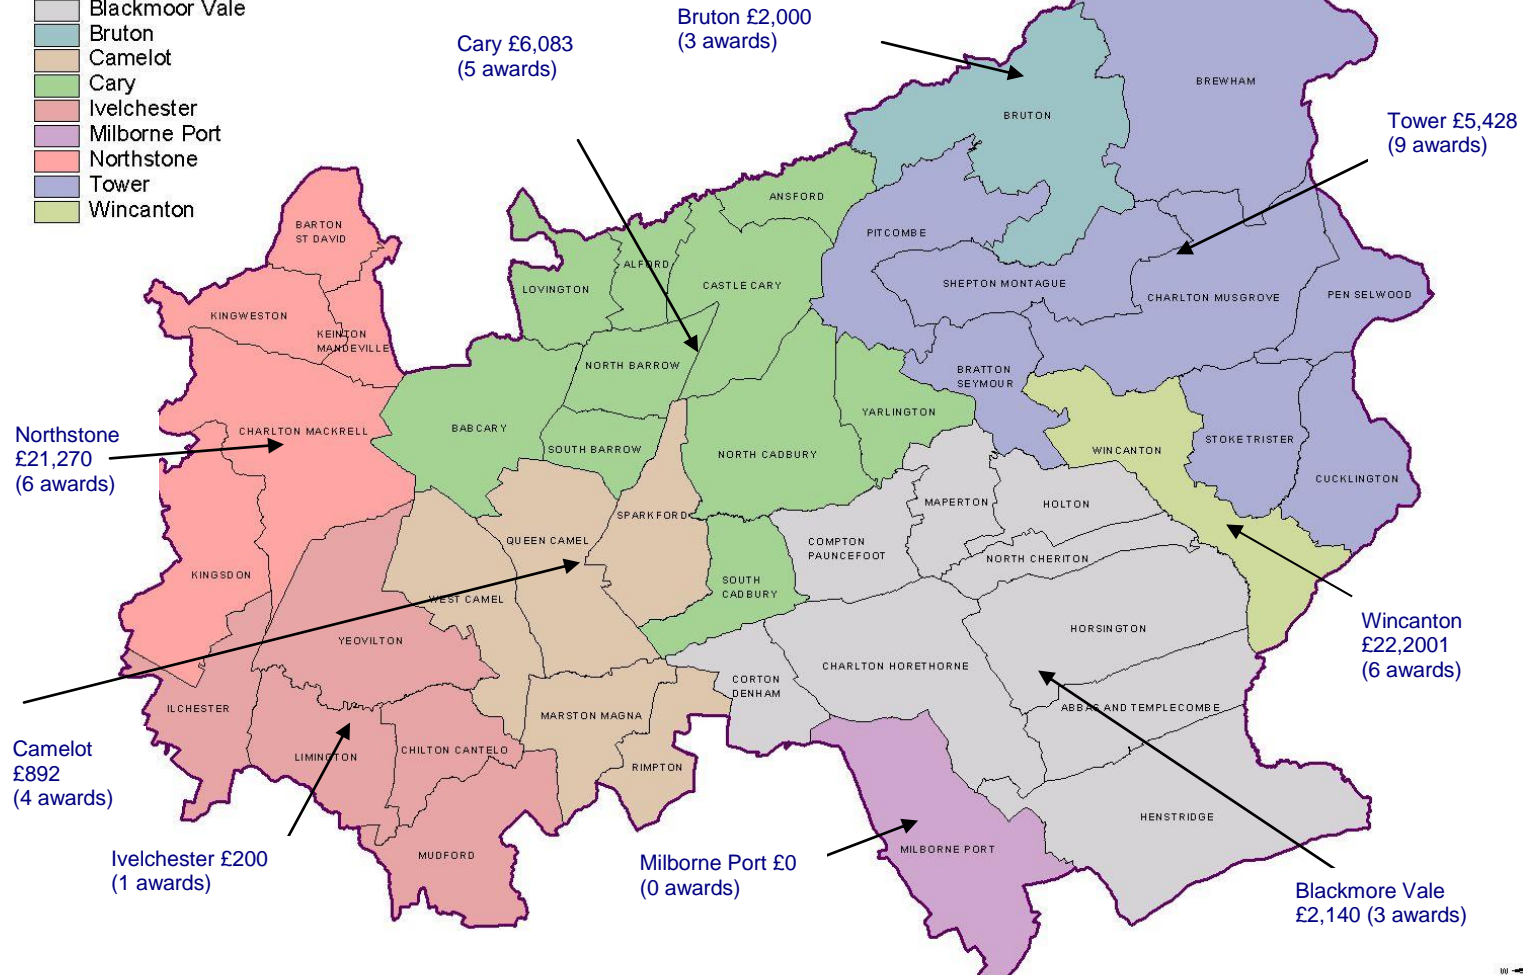 Blackmoor Vale
Bruton
Camelot
Cary
Ivelchester
Milborne Port
Northstone
Tower
Wincanton
Cary £6,083
(5 awards)
Bruton £2,000
(3 awards)
Tower £5,428
(9 awards)
BREWHAM
BRUTON
ANSFORD
BARTON
ST DAVID
PITCOMBE
ALFORD
LOVINGTON
CASTLE CARY
SHEPTON MONTAGUE
CHARLTON MUSGROVE
PEN SELWOOD
KINGWESTON
KEINTON
MANDEVILLE
NORTH BARROW
BRATTON
SEYMOUR
YARLINGTON
Northstone
£21,270
(6 awards)
CHARLTON MACKRELL
BABCARY
SOUTH BARROW
NORTH CADBURY
WINCANTON
STOKE TRISTER
CUCKLINGTON
SPARKFORD
MAPERTON
HOLTON
QUEEN CAMEL
COMPTON
PAUNCEFOOT
NORTH CHERITON
KINGSDON
WEST CAMEL
SOUTH
CADBURY
Wincanton
£22,2001
(6 awards)
YEOVILTON
HORSINGTON
CHARLTON HORETHORNE
CORTON
DENHAM
ILCHESTER
MARSTON MAGNA
ABBAS AND TEMPLECOMBE
CHILTON CANTELO
LIMINGTON
RIMPTON
Camelot
£892
(4 awards)
HENSTRIDGE
MUDFORD
MILBORNE PORT
Ivelchester £200
(1 awards)
Milborne Port £0
(0 awards)
Blackmore Vale
£2,140 (3 awards)